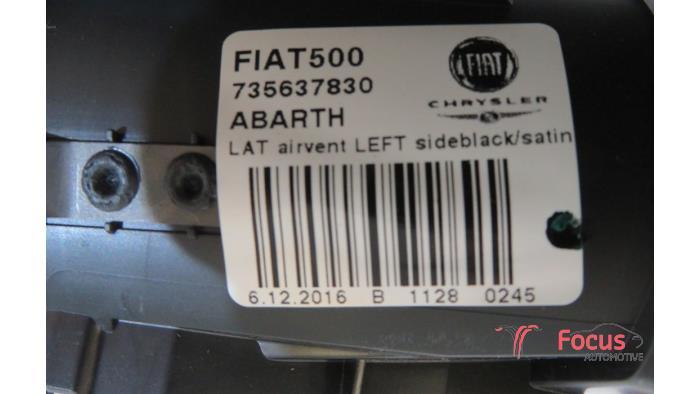 FIAT500
735637830
ABARTH
FIAT
CHRYSLER
LAT airvent LEFT sideblack/satin
6.12.2016 B 1128 0245
Focus
AUTOMOTIVE